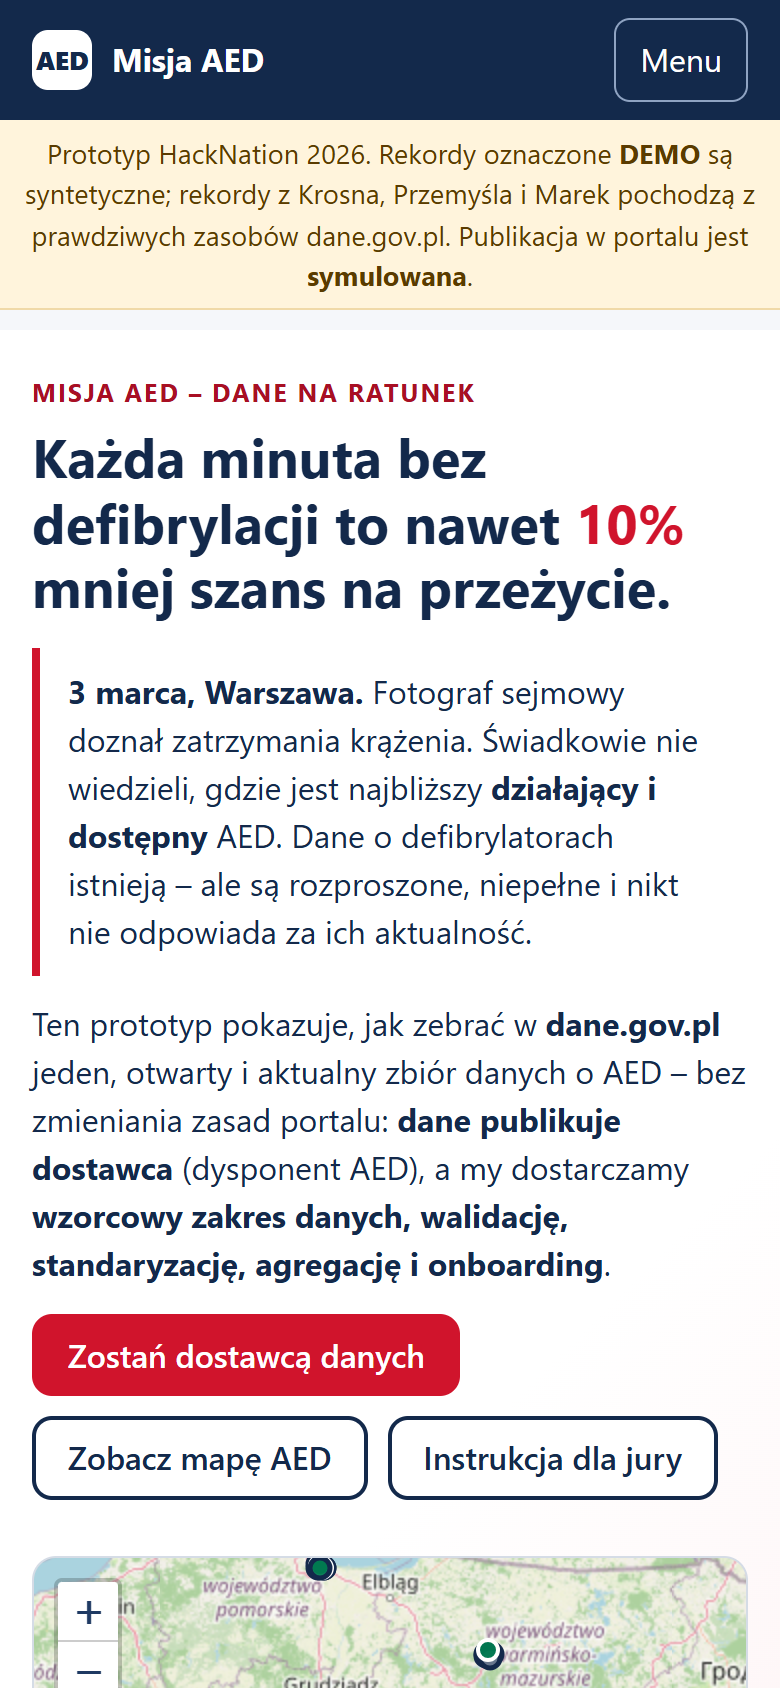 AED Misja AED Menu
Prototyp HackNation 2026. Rekordy oznaczone DEMO są
syntetyczne; rekordy z Krosna, Przemyśla i Marek pochodzą z
prawdziwych zasobów dane.gov.pl. Publikacja w portalu jest
symulowana.
MISJA AED – DANE NA RATUNEK
Każda minuta bez
defibrylacji to nawet 10%
mniej szans na przeżycie.
3 marca, Warszawa. Fotograf sejmowy
doznał zatrzymania krążenia. Świadkowie nie
wiedzieli, gdzie jest najbliższy działający i
dostępny AED. Dane o defibrylatorach
istnieją – ale są rozproszone, niepełne i nikt
nie odpowiada za ich aktualność.
Ten prototyp pokazuje, jak zebrać w dane.gov.pl
jeden, otwarty i aktualny zbiór danych o AED – bez
zmieniania zasad portalu: dane publikuje
dostawca (dysponent AED), a my dostarczamy
wzorcowy zakres danych, walidację,
standaryzację, agregację i onboarding.
Zostań dostawcą danych
Zobacz mapę AED
Instrukcja dla jury
województwo
pomorskie
Elbląg
+
in
województwo
armińsko-
mazurskie
−
Grudziądz
Гро